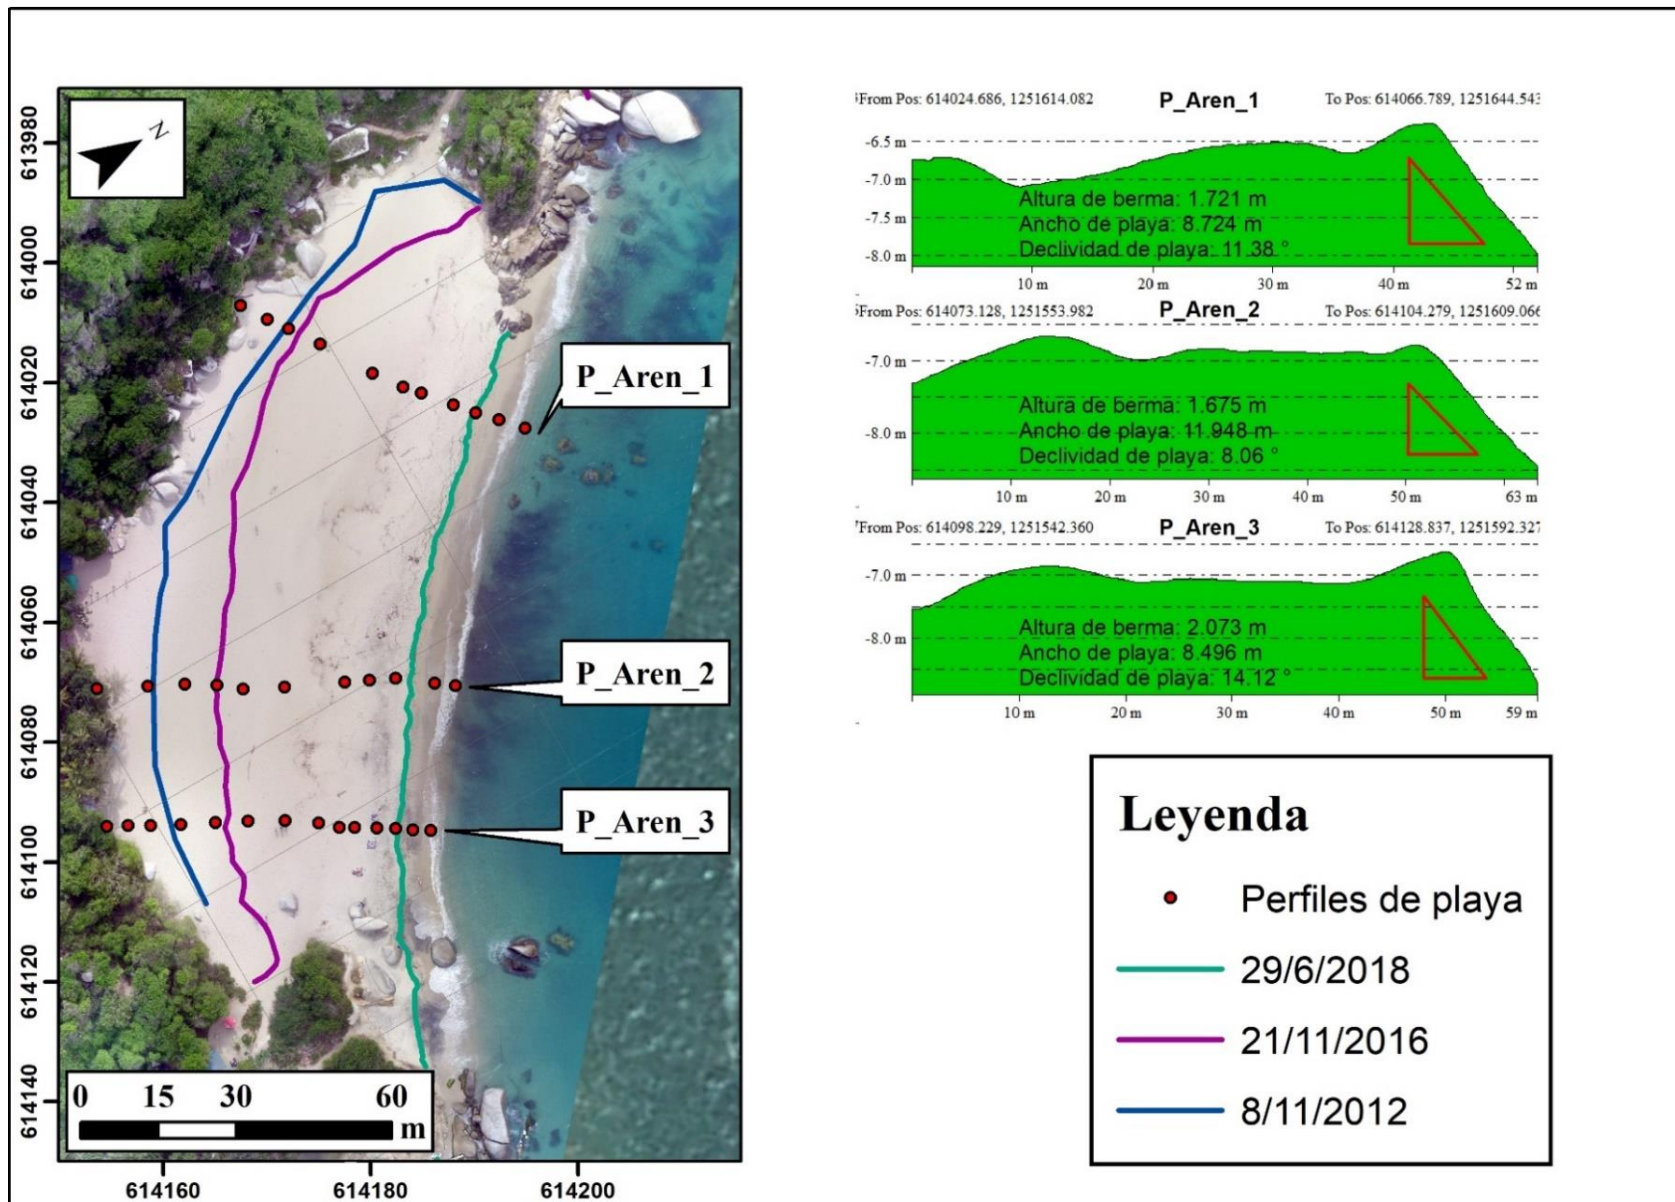 N
613980
614000
614020
614040
614060
614080
614100
614120
614140
P_Aren_1
P_Aren_2
P_Aren_3
0 15 30 60
m
614160 614180 614200
From Pos: 614024.686, 1251614.082 P_Aren_1 To Pos: 614066.789, 1251644.543
-6.5 m
-7.0 m
-7.5 m
-8.0 m
Altura de berma: 1.721 m
Ancho de playa: 8.724 m
Declividad de playa: 11.38 °
10 m 20 m 30 m 40 m 52 m
From Pos: 614073.128, 1251553.982 P_Aren_2 To Pos: 614104.279, 1251609.066
-7.0 m
-8.0 m
Altura de berma: 1.675 m
Ancho de playa: 11.948 m
Declividad de playa: 8.06 °
10 m 20 m 30 m 40 m 50 m 63 m
From Pos: 614098.229, 1251542.360 P_Aren_3 To Pos: 614128.837, 1251592.327
-7.0 m
-8.0 m
Altura de berma: 2.073 m
Ancho de playa: 8.496 m
Declividad de playa: 14.12 °
10 m 20 m 30 m 40 m 50 m 59 m
Leyenda
Perfiles de playa
29/6/2018
21/11/2016
8/11/2012